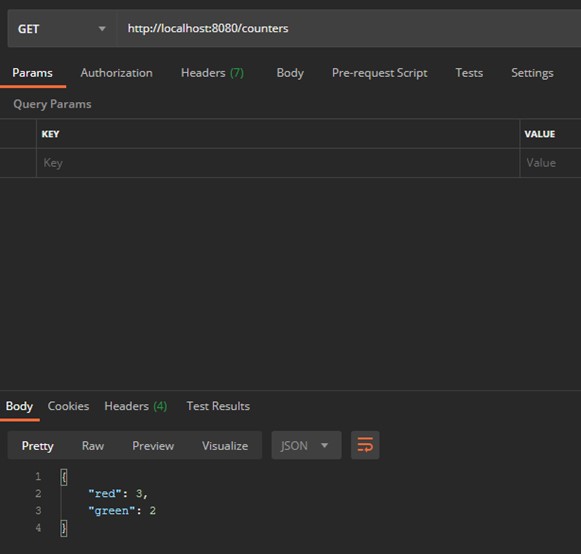 GET http://localhost:8080/counters
Params Authorization Headers (7) Body Pre-request Script Tests Settings
Query Params
KEY VALUE
Key Value
Body Cookies Headers (4) Test Results
Pretty Raw Preview Visualize JSON
1 {
2 "red": 3,
3 "green": 2
4 }